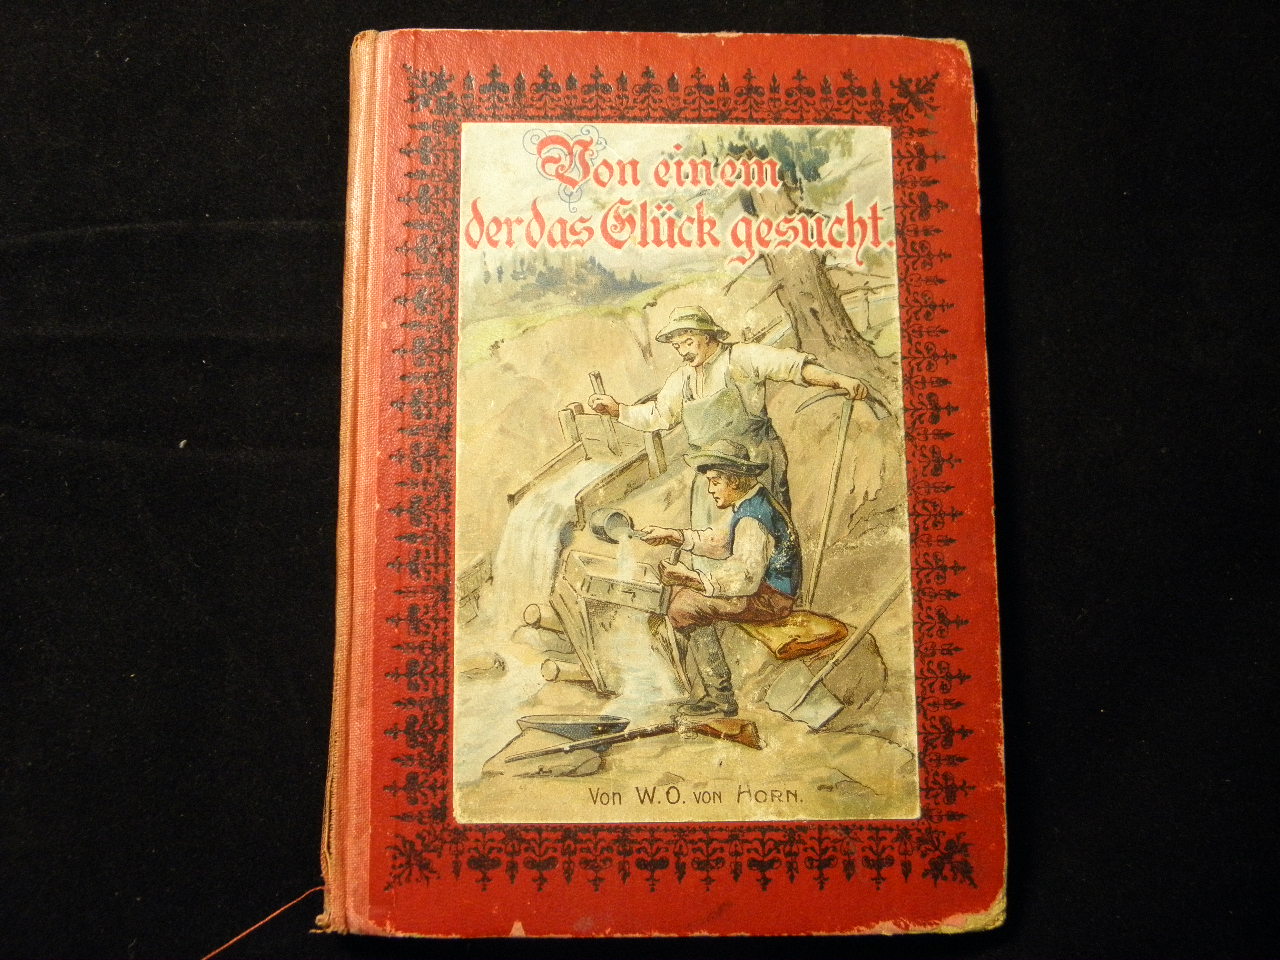 Von einem
der das Glück gesucht.
Von W. O. von Horn.